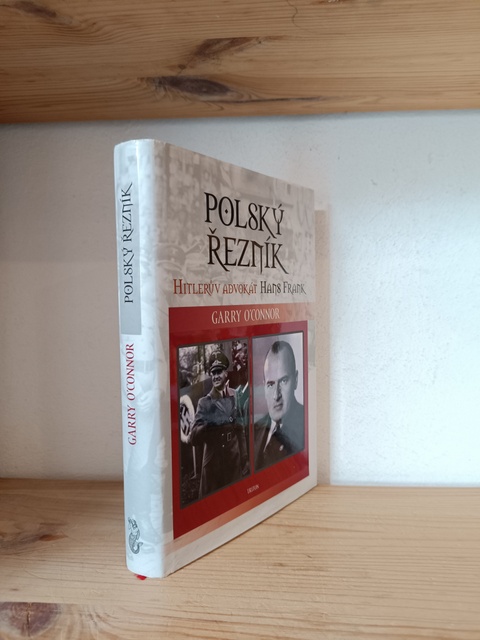 POLSKÝ
ŘEZNÍK
HITLERŮV ADVOKÁT HANS FRANK
GARRY O'CONNOR
GARRY O'CONNOR POLSKÝ ŘEZNÍK